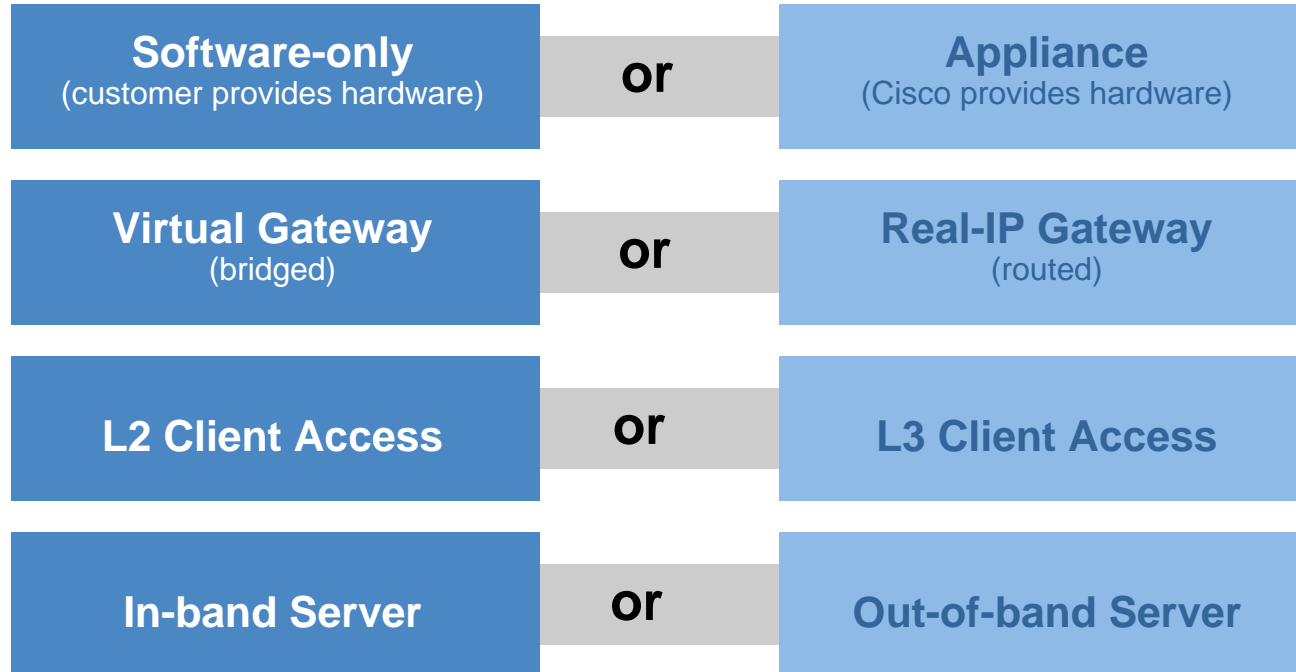 Software-only
(customer provides hardware)
or
Appliance
(Cisco provides hardware)
Virtual Gateway
(bridged)
or
Real-IP Gateway
(routed)
L2 Client Access
or
L3 Client Access
In-band Server
or
Out-of-band Server